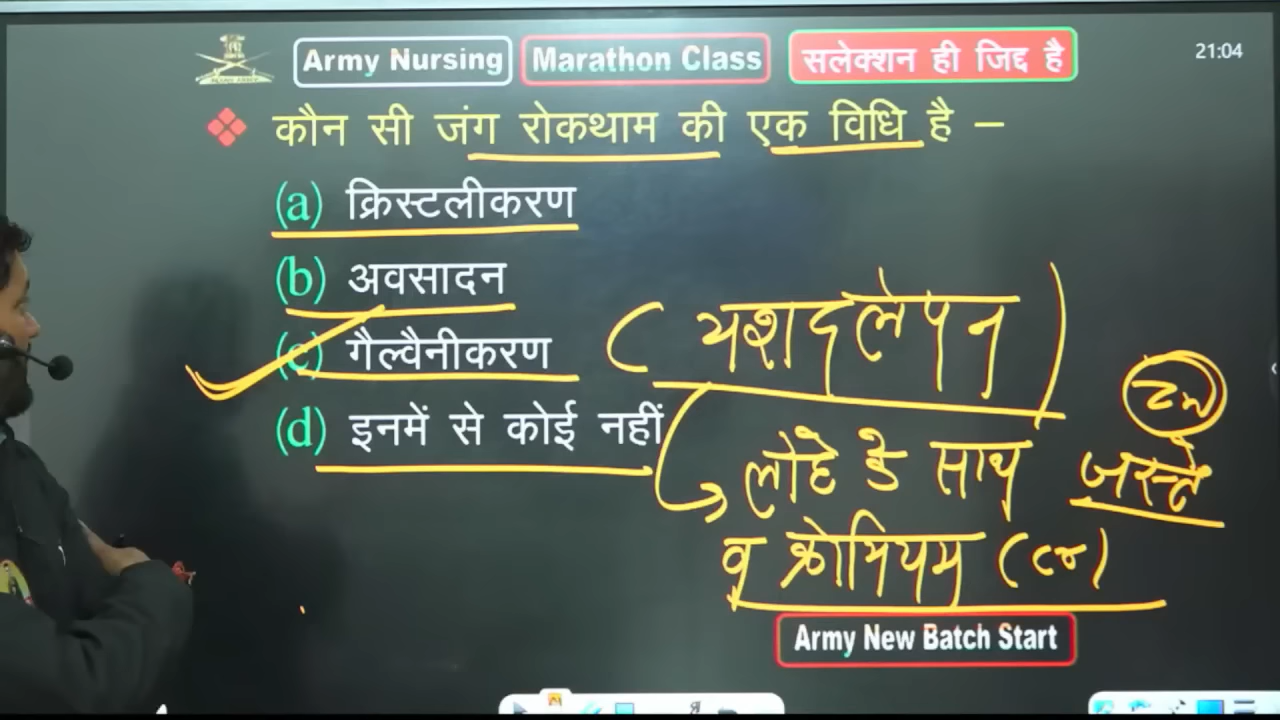 Army Nursing Marathon Class सलेक्शन ही जिद्द है 21:04
कौन सी जंग रोकथाम की एक विधि है –
(a) क्रिस्टलीकरण
(b) अवसादन
(c) गैल्वैनीकरण (यशदलेपन)
(d) इनमें से कोई नहीं
Zn
लोहे के साथ जस्ते
व क्रोमियम (Cr)
Army New Batch Start